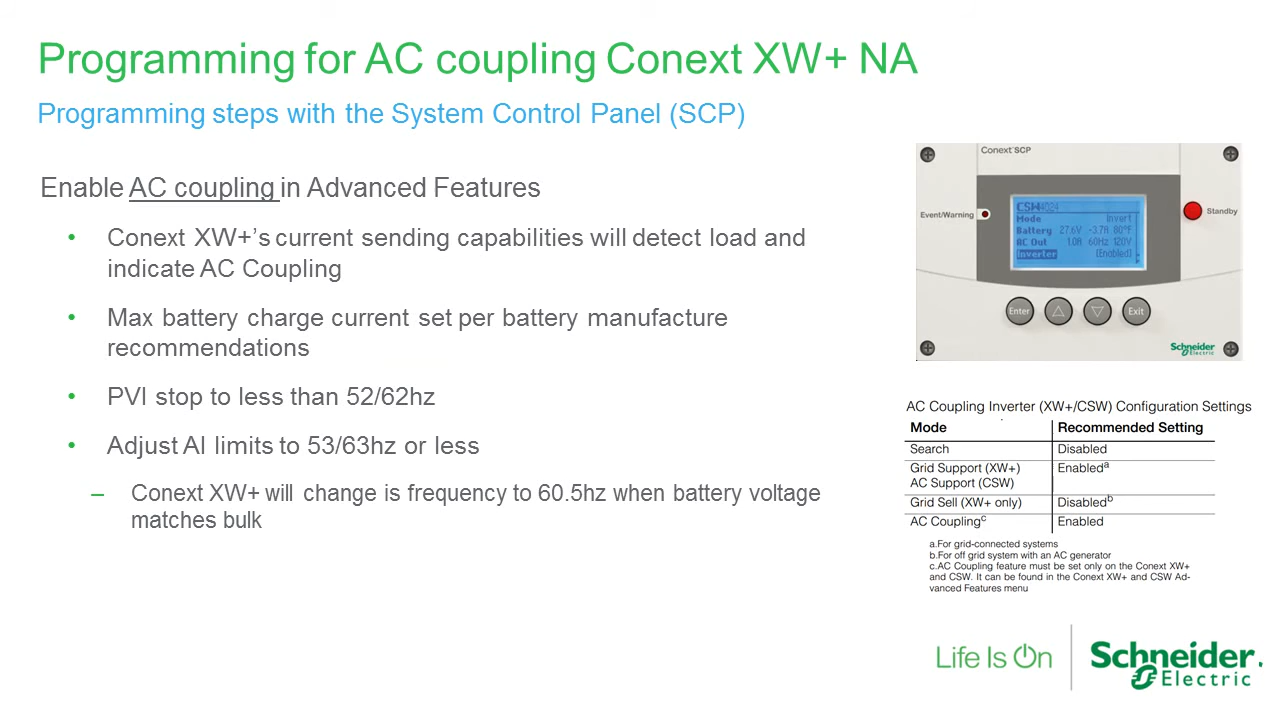 Programming for AC coupling Conext XW+ NA
Programming steps with the System Control Panel (SCP)
Enable AC coupling in Advanced Features
• Conext XW+’s current sending capabilities will detect load and
indicate AC Coupling
• Max battery charge current set per battery manufacture
recommendations
• PVI stop to less than 52/62hz
• Adjust AI limits to 53/63hz or less
– Conext XW+ will change is frequency to 60.5hz when battery voltage
matches bulk
Conext SCP
Event/Warning
Standby
CSW4024
Mode Invert
Battery 27.6V -3.7A 80°F
AC Out 1.0A 60Hz 120V
Inverter [Enabled]
Enter
Exit
Schneider
Electric
AC Coupling Inverter (XW+/CSW) Configuration Settings
Mode Recommended Setting
Search Disabled
Grid Support (XW+) Enabledª
AC Support (CSW)
Grid Sell (XW+ only) Disabledᵇ
AC Couplingᶜ Enabled
a.For grid-connected systems
b.For off grid system with an AC generator
c.AC Coupling feature must be set only on the Conext XW+
and CSW. It can be found in the Conext XW+ and CSW Ad-
vanced Features menu
Life Is On
Schneider
Electric